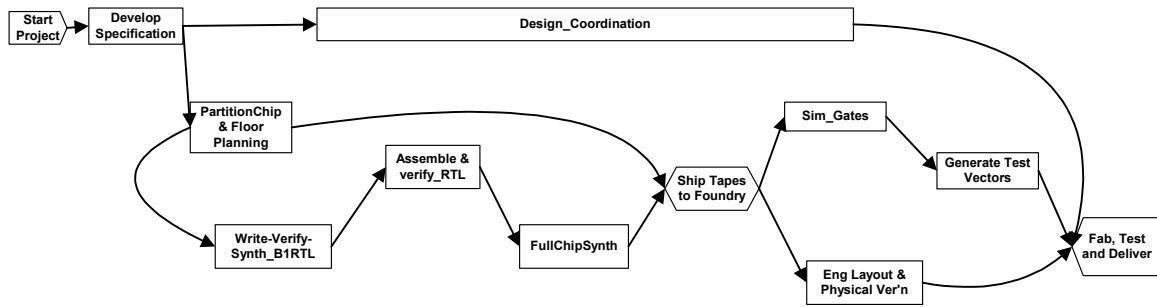 Start
Project
Develop
Specification
Design_Coordination
PartitionChip
& Floor
Planning
Sim_Gates
Assemble &
verify_RTL
Generate Test
Vectors
Ship Tapes
to Foundry
Write-Verify-
Synth_B1RTL
FullChipSynth
Fab, Test
and Deliver
Eng Layout &
Physical Ver'n